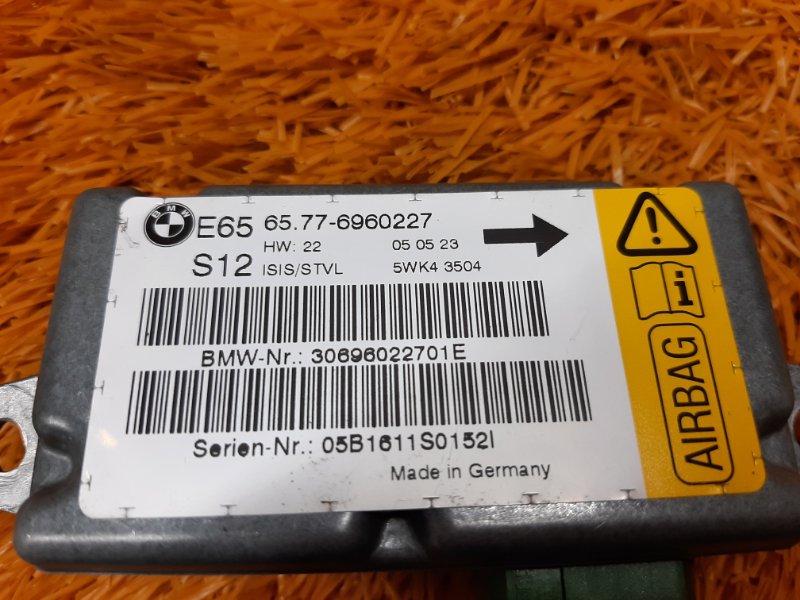 BMW
E65 65.77-6960227
HW: 22 05 05 23
S12 ISIS/STVL 5WK4 3504
BMW-Nr.: 30696022701E
Serien-Nr.: 05B1611S0152I
Made in Germany
! 
i
AIRBAG